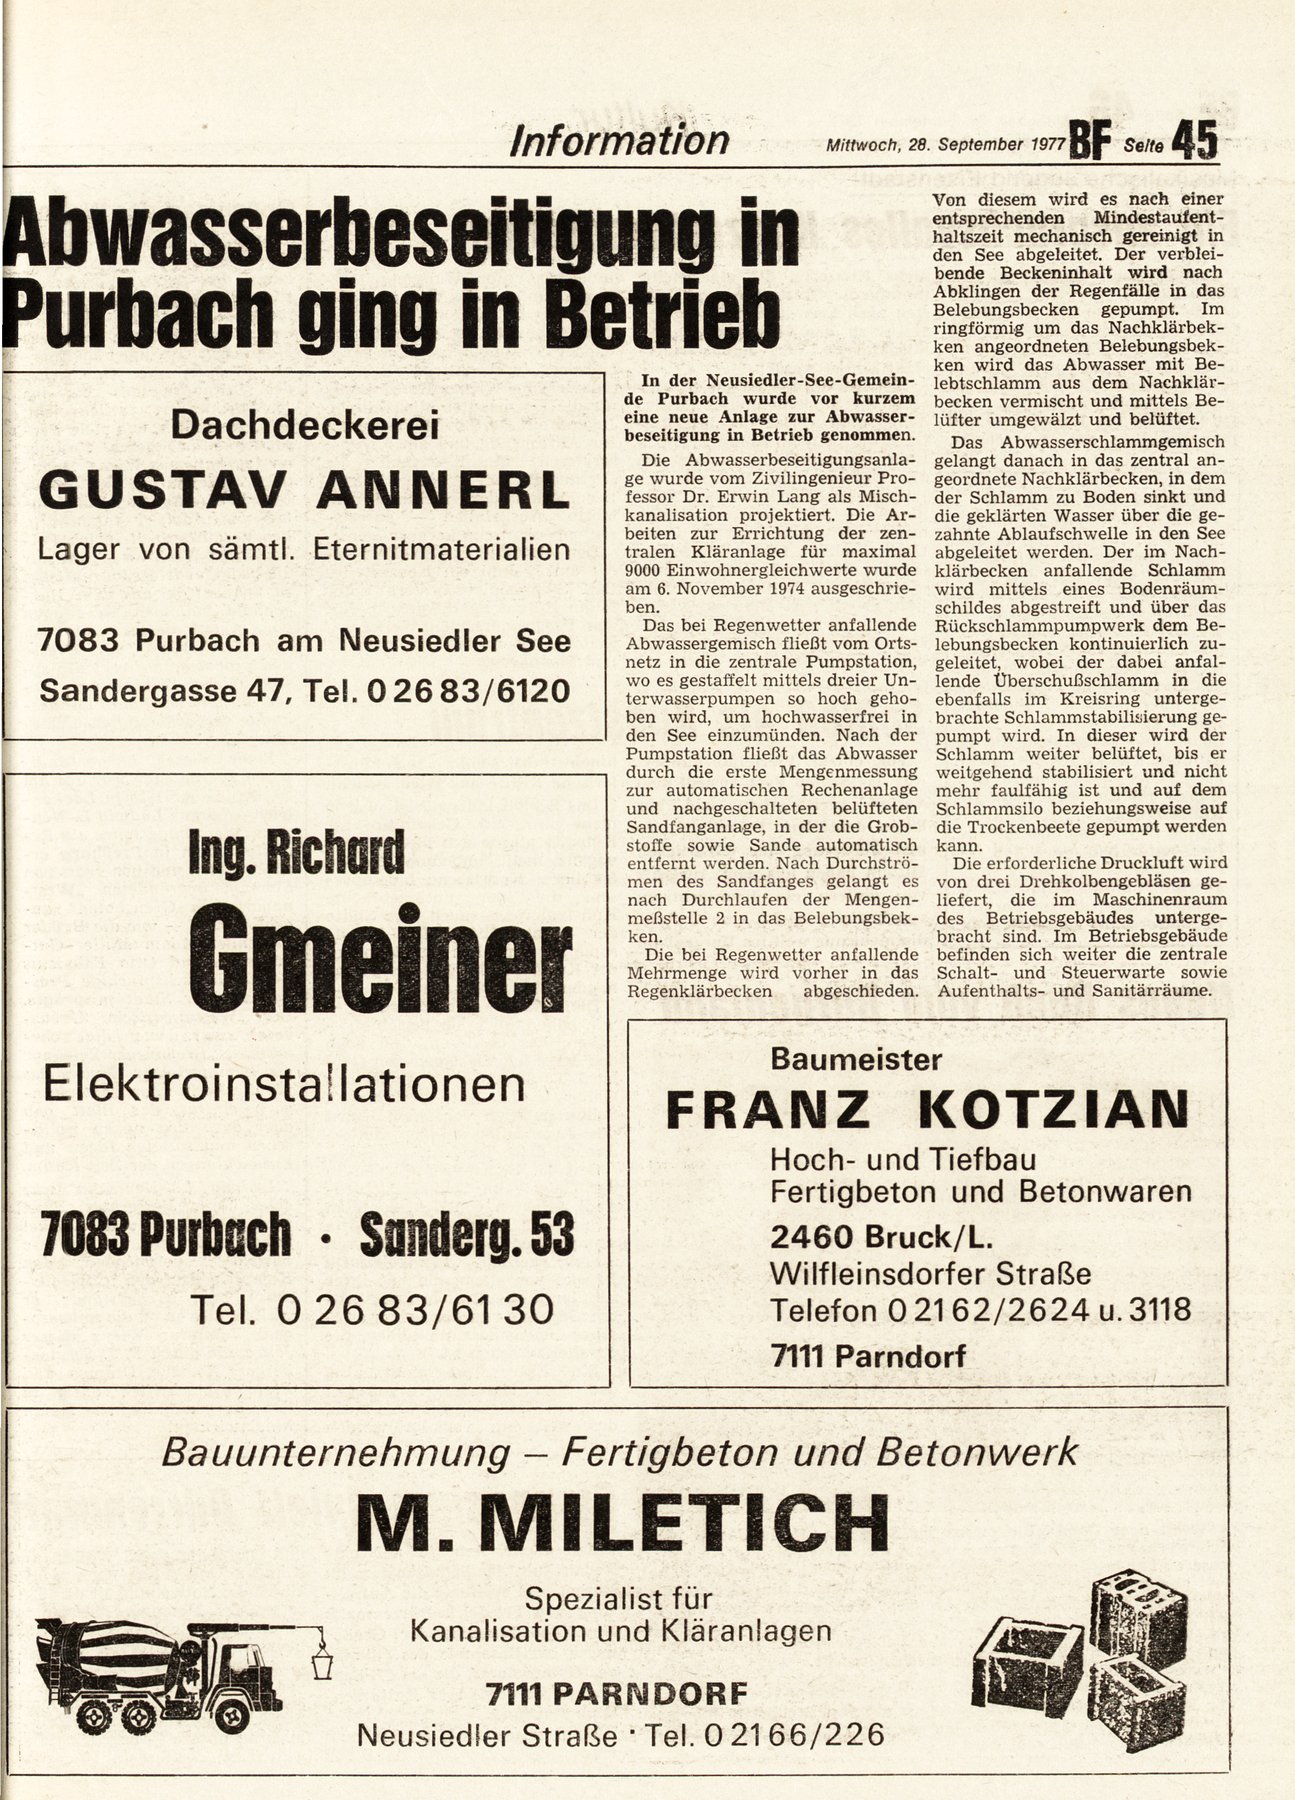 Information
Mittwoch, 28. September 1977 BF Seite 45
Abwasserbeseitigung in
Purbach ging in Betrieb
Dachdeckerei
GUSTAV ANNERL
Lager von sämtl. Eternitmaterialien
7083 Purbach am Neusiedler See
Sandergasse 47, Tel. 0 26 83/6120
Ing. Richard
Gmeiner
Elektroinstallationen
7083 Purbach · Sanderg. 53
Tel. 0 26 83/61 30
In der Neusiedler-See-Gemein-
de Purbach wurde vor kurzem
eine neue Anlage zur Abwasser-
beseitigung in Betrieb genommen.
Die Abwasserbeseitigungsanla-
ge wurde vom Zivilingenieur Pro-
fessor Dr. Erwin Lang als Misch-
kanalisation projektiert. Die Ar-
beiten zur Errichtung der zen-
tralen Kläranlage für maximal
9000 Einwohnergleichwerte wurde
am 6. November 1974 ausgeschrie-
ben.
Das bei Regenwetter anfallende
Abwassergemisch fließt vom Orts-
netz in die zentrale Pumpstation,
wo es gestaffelt mittels dreier Un-
terwasserpumpen so hoch geho-
ben wird, um hochwasserfrei in
den See einzumünden. Nach der
Pumpstation fließt das Abwasser
durch die erste Mengenmessung
zur automatischen Rechenanlage
und nachgeschalteten belüfteten
Sandfanganlage, in der die Grob-
stoffe sowie Sande automatisch
entfernt werden. Nach Durchströ-
men des Sandfanges gelangt es
nach Durchlaufen der Mengen-
meßstelle 2 in das Belebungsbek-
ken.
Die bei Regenwetter anfallende
Mehrmenge wird vorher in das
Regenklärbecken abgeschieden.
Von diesem wird es nach einer
entsprechenden Mindestaufent-
haltszeit mechanisch gereinigt in
den See abgeleitet. Der verblei-
bende Beckeninhalt wird nach
Abklingen der Regenfälle in das
Belebungsbecken gepumpt. Im
ringförmig um das Nachklärbek-
ken angeordneten Belebungsbek-
ken wird das Abwasser mit Be-
lebtschlamm aus dem Nachklär-
becken vermischt und mittels Be-
lüfter umgewälzt und belüftet.
Das Abwasserschlammgemisch
gelangt danach in das zentral an-
geordnete Nachklärbecken, in dem
der Schlamm zu Boden sinkt und
die geklärten Wasser über die ge-
zahnte Ablaufschwelle in den See
abgeleitet werden. Der im Nach-
klärbecken anfallende Schlamm
wird mittels eines Bodenräum-
schildes abgestreift und über das
Rückschlammpumpwerk dem Be-
lebungsbecken kontinuierlich zu-
geleitet, wobei der dabei anfal-
lende Überschußschlamm in die
ebenfalls im Kreisring unterge-
brachte Schlammstabilisierung ge-
pumpt wird. In dieser wird der
Schlamm weiter belüftet, bis er
weitgehend stabilisiert und nicht
mehr faulfähig ist und auf dem
Schlammsilo beziehungsweise auf
die Trockenbeete gepumpt werden
kann.
Die erforderliche Druckluft wird
von drei Drehkolbengebläsen ge-
liefert, die im Maschinenraum
des Betriebsgebäudes unterge-
bracht sind. Im Betriebsgebäude
befinden sich weiter die zentrale
Schalt- und Steuerwarte sowie
Aufenthalts- und Sanitärräume.
Baumeister
FRANZ KOTZIAN
Hoch- und Tiefbau
Fertigbeton und Betonwaren
2460 Bruck/L.
Wilfleinsdorfer Straße
Telefon 0 21 62/26 24 u. 3118
7111 Parndorf
Bauunternehmung – Fertigbeton und Betonwerk
M. MILETICH
Spezialist für
Kanalisation und Kläranlagen
7111 PARNDORF
Neusiedler Straße · Tel. 0 21 66/226